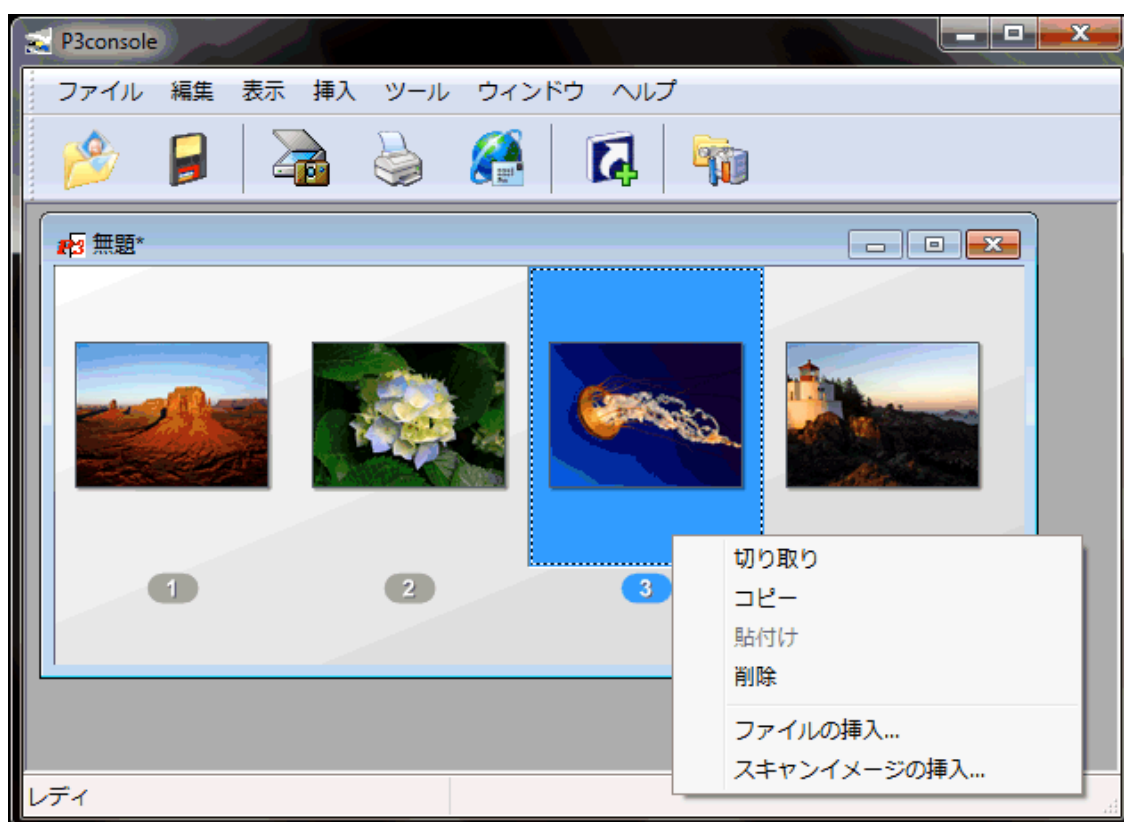 P3console
ファイル 編集 表示 挿入 ツール ウィンドウ ヘルプ
P3 無題*
1 2 3
切り取り
コピー
貼付け
削除
ファイルの挿入...
スキャンイメージの挿入...
レディ